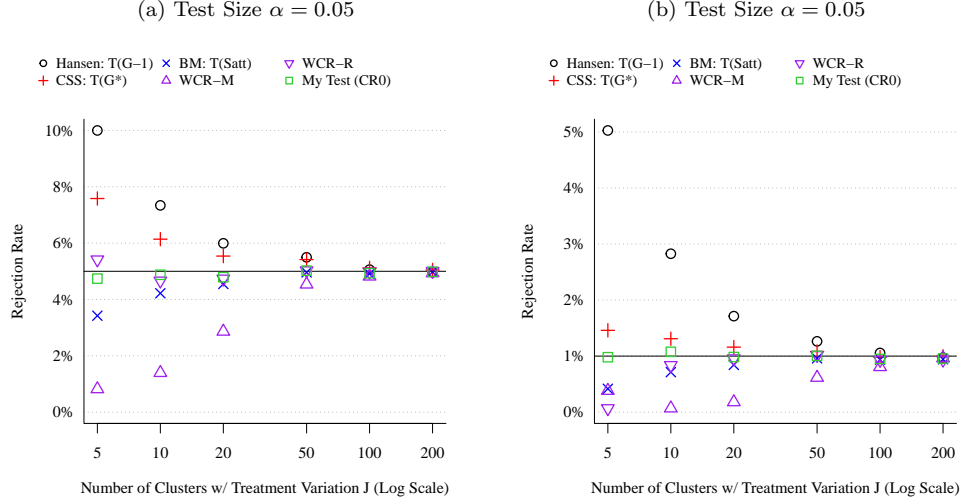 (a) Test Size α = 0.05
Hansen: T(G−1) BM: T(Satt) WCR−R
CSS: T(G*) WCR−M My Test (CR0)
10%
8%
6%
4%
2%
0%
Rejection Rate
5 10 20 50 100 200
Number of Clusters w/ Treatment Variation J (Log Scale)
(b) Test Size α = 0.05
Hansen: T(G−1) BM: T(Satt) WCR−R
CSS: T(G*) WCR−M My Test (CR0)
5%
4%
3%
2%
1%
0%
Rejection Rate
5 10 20 50 100 200
Number of Clusters w/ Treatment Variation J (Log Scale)